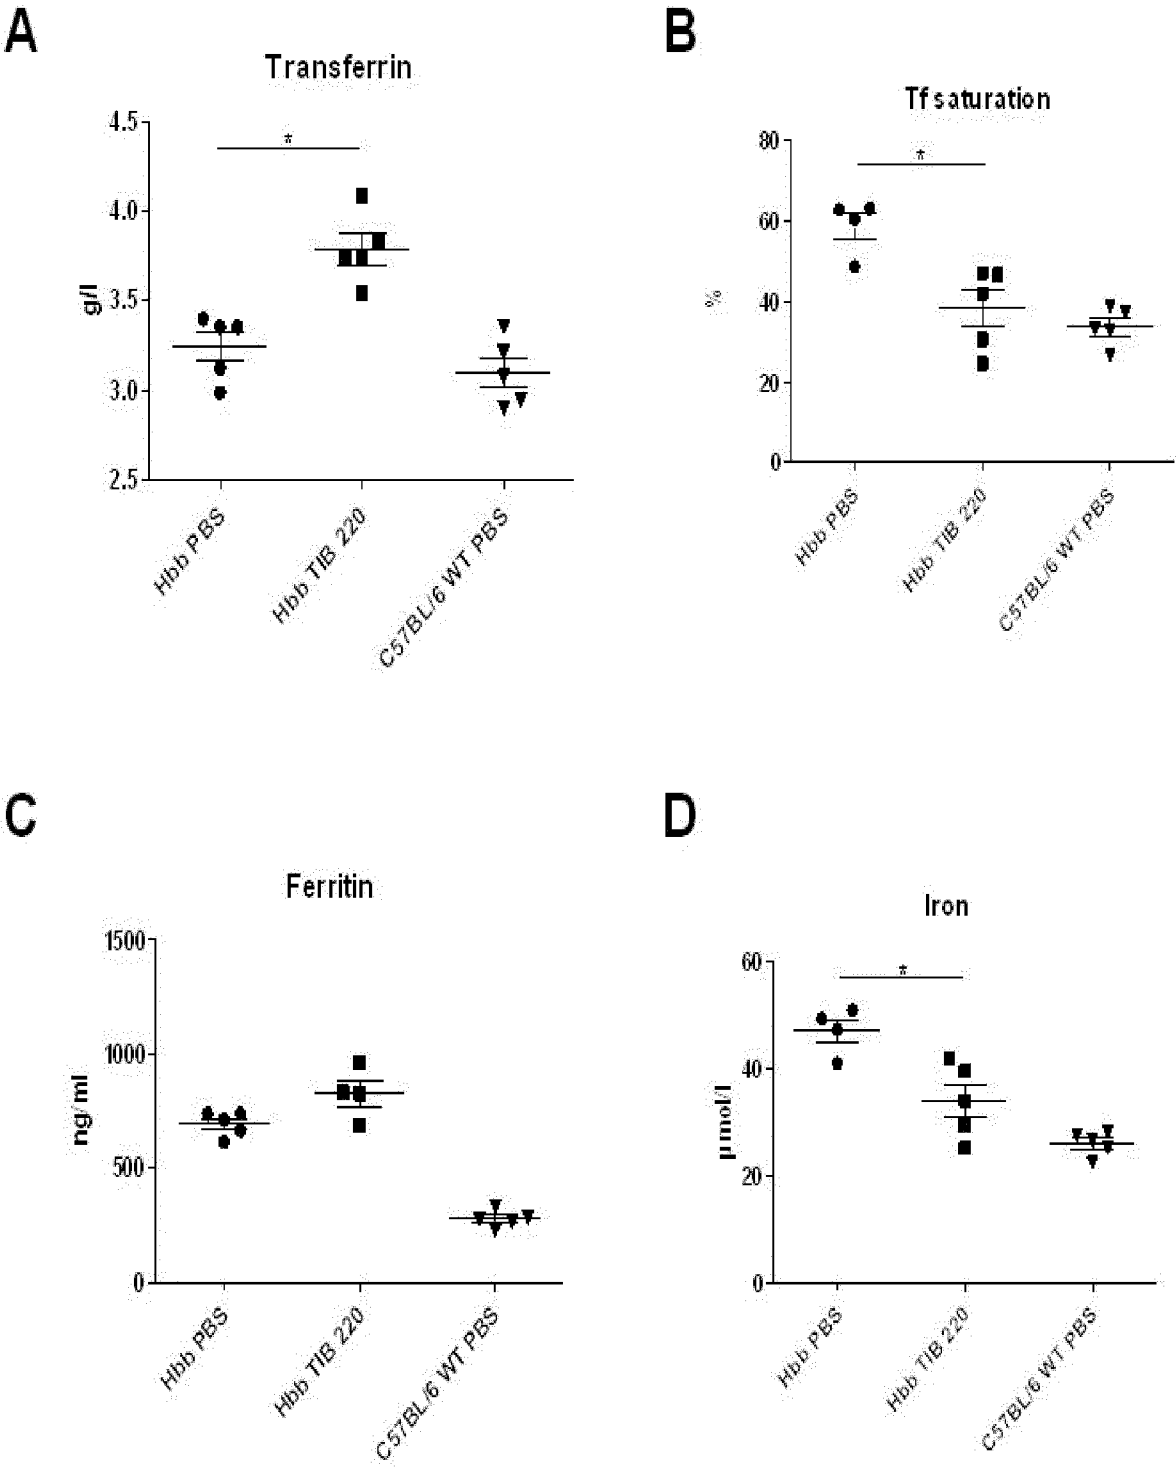 A
Transferrin
4.5
*
4.0
3.5
g/l
3.0
2.5
Hbb PBS
Hbb TIB 220
C57BL/6 WT PBS
B
Tf saturation
80
*
60
%
40
20
0
Hbb PBS
Hbb TIB 220
C57BL/6 WT PBS
C
Ferritin
1500
1000
ng/ml
500
0
Hbb PBS
Hbb TIB 220
C57BL/6 WT PBS
D
Iron
60
*
40
µmol/l
20
0
Hbb PBS
Hbb TIB 220
C57BL/6 WT PBS